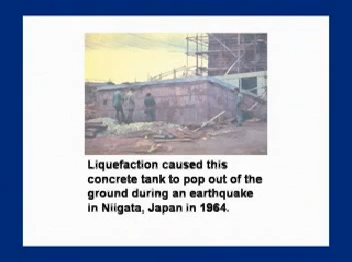 Liquefaction caused this
concrete tank to pop out of the
ground during an earthquake
in Niigata, Japan in 1964.